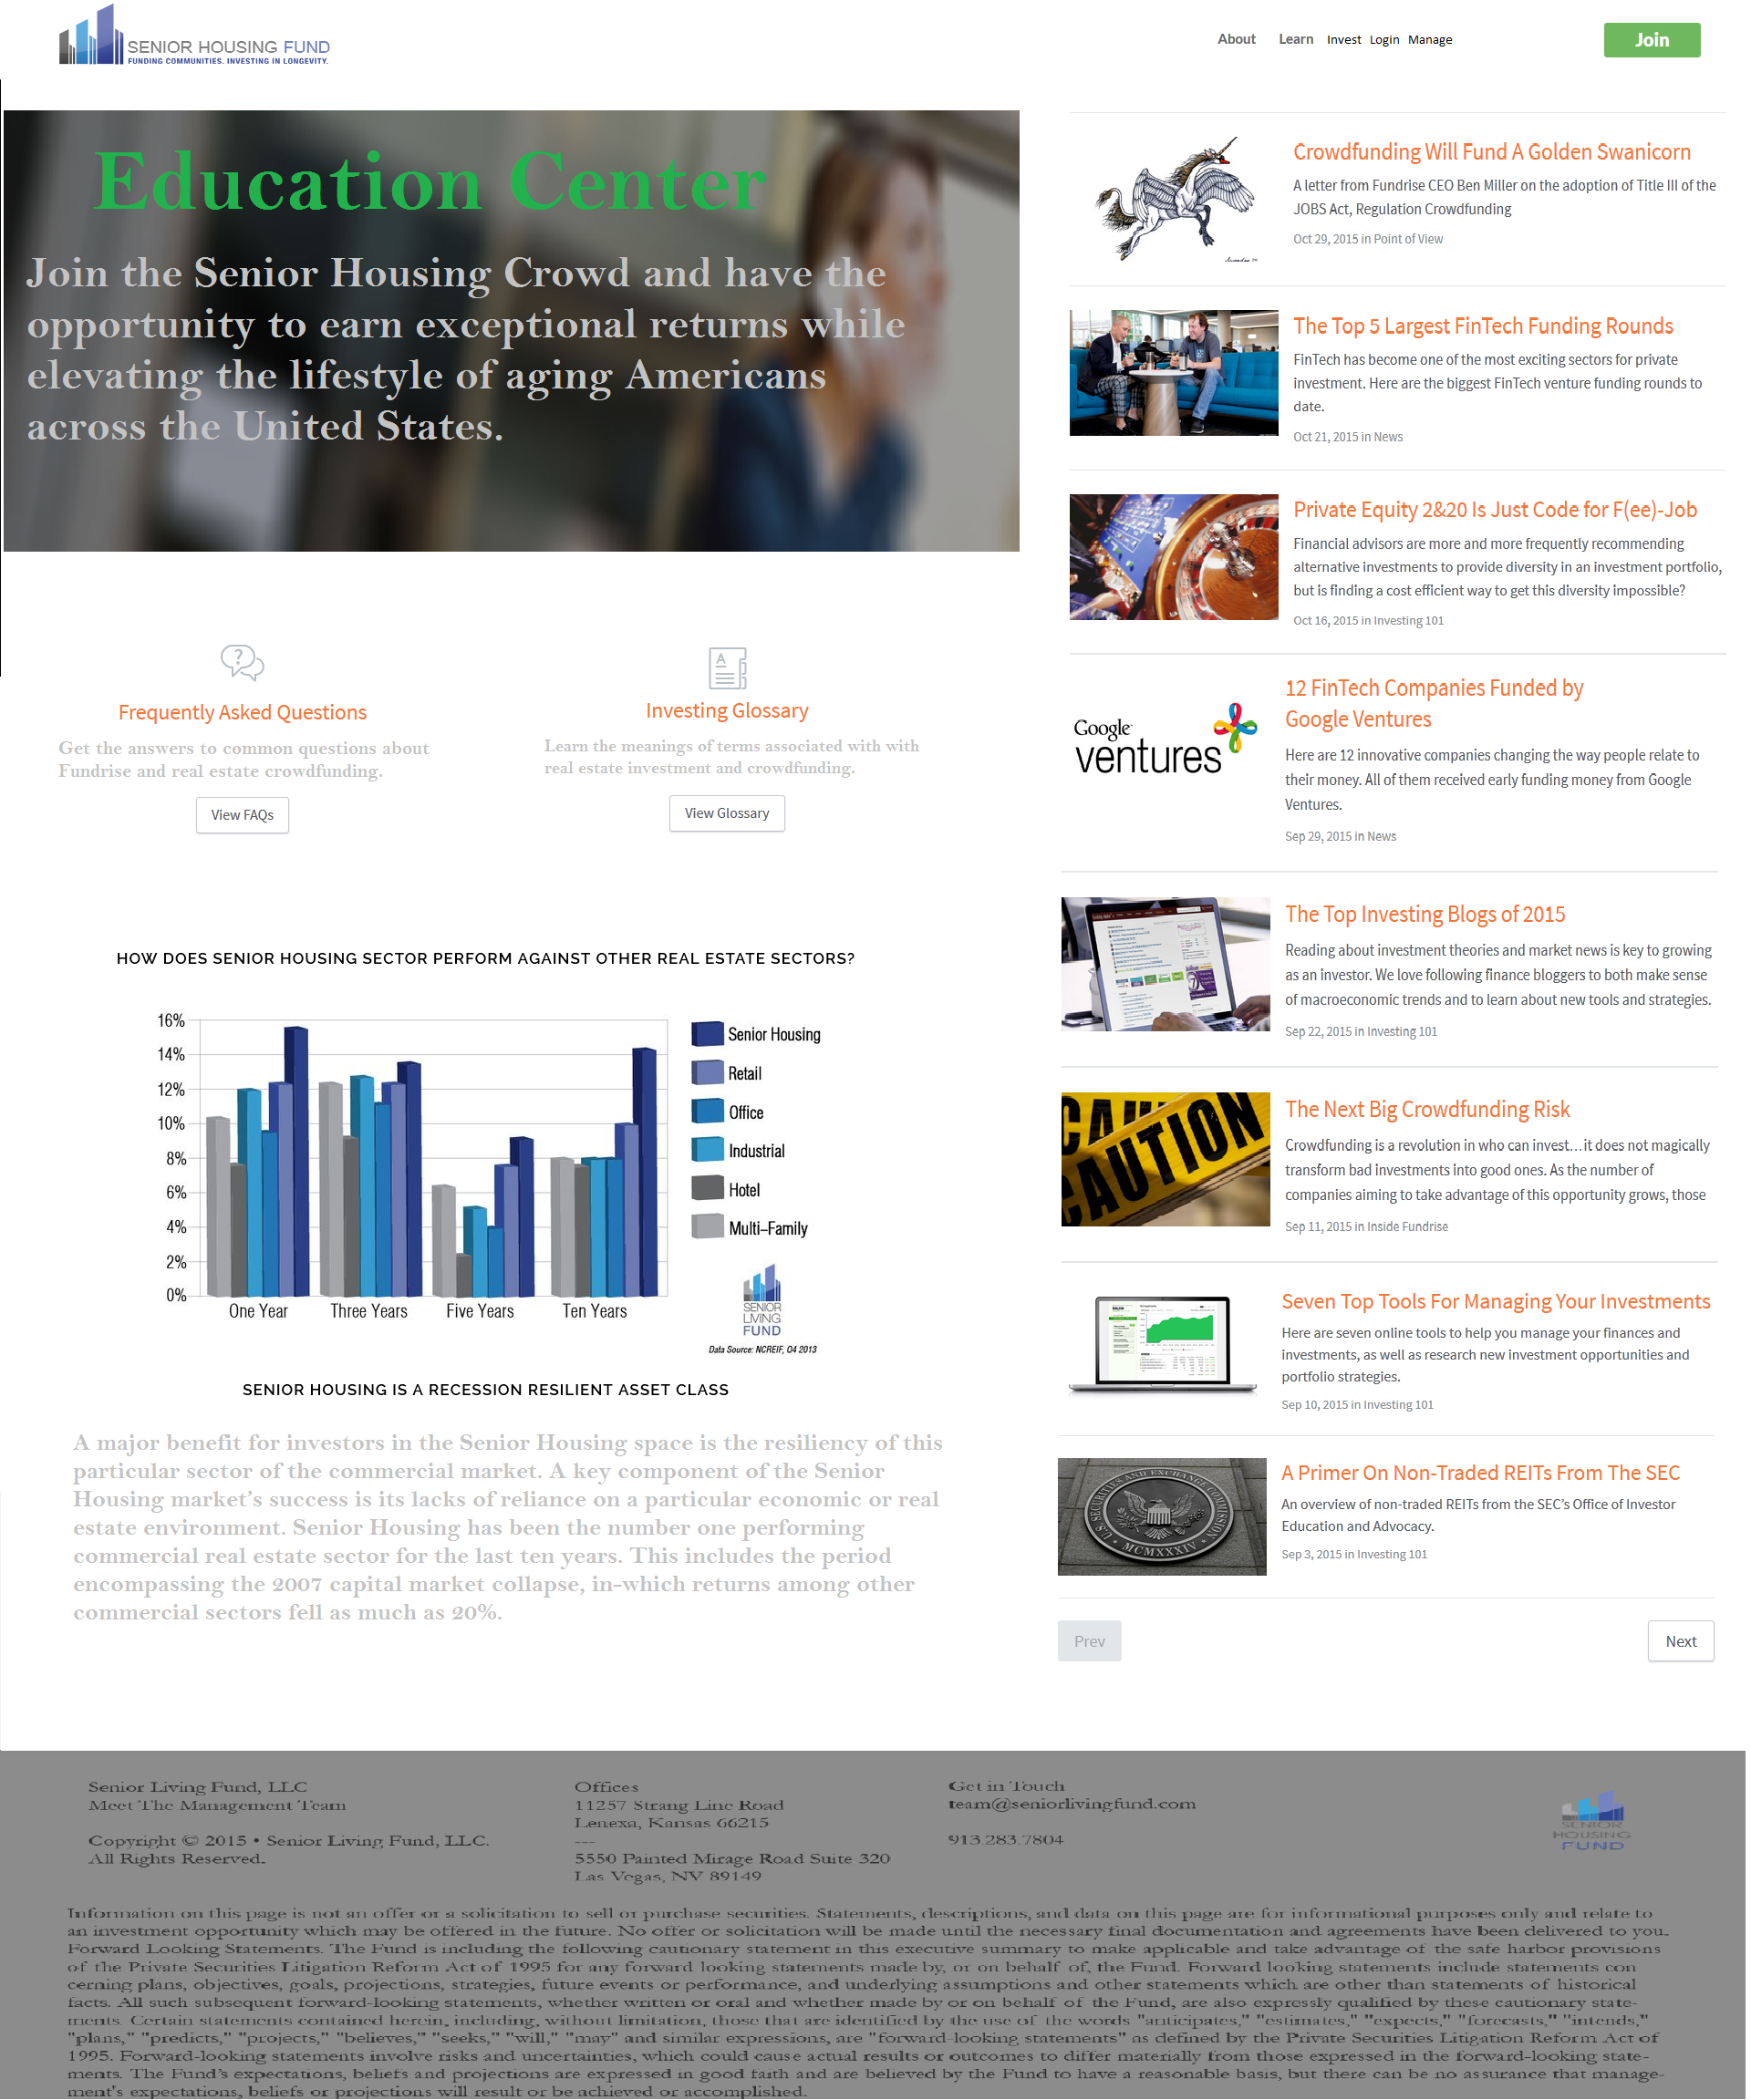 SENIOR HOUSING FUND
FUNDING COMMUNITIES. INVESTING IN LONGEVITY.
About Learn Invest Login Manage
Join
Education Center
Join the Senior Housing Crowd and have the
opportunity to earn exceptional returns while
elevating the lifestyle of aging Americans
across the United States.
Frequently Asked Questions
Get the answers to common questions about
Fundrise and real estate crowdfunding.
View FAQs
Investing Glossary
Learn the meanings of terms associated with with
real estate investment and crowdfunding.
View Glossary
HOW DOES SENIOR HOUSING SECTOR PERFORM AGAINST OTHER REAL ESTATE SECTORS?
16%
14%
12%
10%
8%
6%
4%
2%
0%
One Year Three Years Five Years Ten Years
Senior Housing
Retail
Office
Industrial
Hotel
Multi-Family
SENIOR
LIVING
FUND
Data Source: NCREIF, Q4 2013
SENIOR HOUSING IS A RECESSION RESILIENT ASSET CLASS
A major benefit for investors in the Senior Housing space is the resiliency of this
particular sector of the commercial market. A key component of the Senior
Housing market's success is its lacks of reliance on a particular economic or real
estate environment. Senior Housing has been the number one performing
commercial real estate sector for the last ten years. This includes the period
encompassing the 2007 capital market collapse, in-which returns among other
commercial sectors fell as much as 20%.
Crowdfunding Will Fund A Golden Swanicorn
A letter from Fundrise CEO Ben Miller on the adoption of Title III of the
JOBS Act, Regulation Crowdfunding
Oct 29, 2015 in Point of View
The Top 5 Largest FinTech Funding Rounds
FinTech has become one of the most exciting sectors for private
investment. Here are the biggest FinTech venture funding rounds to
date.
Oct 21, 2015 in News
Private Equity 2&20 Is Just Code for F(ee)-Job
Financial advisors are more and more frequently recommending
alternative investments to provide diversity in an investment portfolio,
but is finding a cost efficient way to get this diversity impossible?
Oct 16, 2015 in Investing 101
Google
ventures
12 FinTech Companies Funded by
Google Ventures
Here are 12 innovative companies changing the way people relate to
their money. All of them received early funding money from Google
Ventures.
Sep 29, 2015 in News
The Top Investing Blogs of 2015
Reading about investment theories and market news is key to growing
as an investor. We love following finance bloggers to both make sense
of macroeconomic trends and to learn about new tools and strategies.
Sep 22, 2015 in Investing 101
CAUTION
CAUTION
The Next Big Crowdfunding Risk
Crowdfunding is a revolution in who can invest…it does not magically
transform bad investments into good ones. As the number of
companies aiming to take advantage of this opportunity grows, those
Sep 11, 2015 in Inside Fundrise
Seven Top Tools For Managing Your Investments
Here are seven online tools to help you manage your finances and
investments, as well as research new investment opportunities and
portfolio strategies.
Sep 10, 2015 in Investing 101
U.S. SECURITIES AND EXCHANGE COMMISSION
MCMXXXIV
A Primer On Non-Traded REITs From The SEC
An overview of non-traded REITs from the SEC's Office of Investor
Education and Advocacy.
Sep 3, 2015 in Investing 101
Prev
Next
Senior Living Fund, LLC
Meet The Management Team
Copyright © 2015 • Senior Living Fund, LLC.
All Rights Reserved.
Offices
11257 Strang Line Road
Lenexa, Kansas 66215
---
5550 Painted Mirage Road Suite 320
Las Vegas, NV 89149
Get in Touch
team@seniorlivingfund.com
913.283.7804
SENIOR
HOUSING
FUND
Information on this page is not an offer or a solicitation to sell or purchase securities. Statements, descriptions, and data on this page are for informational purposes only and relate to
an investment opportunity which may be offered in the future. No offer or solicitation will be made until the necessary final documentation and agreements have been delivered to you.
Forward Looking Statements. The Fund is including the following cautionary statement in this executive summary to make applicable and take advantage of the safe harbor provisions
of the Private Securities Litigation Reform Act of 1995 for any forward looking statements made by, or on behalf of, the Fund. Forward looking statements include statements con
cerning plans, objectives, goals, projections, strategies, future events or performance, and underlying assumptions and other statements which are other than statements of historical
facts. All such subsequent forward-looking statements, whether written or oral and whether made by or on behalf of the Fund, are also expressly qualified by these cautionary state-
ments. Certain statements contained herein, including, without limitation, those that are identified by the use of the words "anticipates," "estimates," "expects," "forecasts," "intends,"
"plans," "predicts," "projects," "believes," "seeks," "will," "may" and similar expressions, are "forward-looking statements" as defined by the Private Securities Litigation Reform Act of
1995. Forward-looking statements involve risks and uncertainties, which could cause actual results or outcomes to differ materially from those expressed in the forward-looking state-
ments. The Fund's expectations, beliefs and projections are expressed in good faith and are believed by the Fund to have a reasonable basis, but there can be no assurance that manage-
ment's expectations, beliefs or projections will result or be achieved or accomplished.